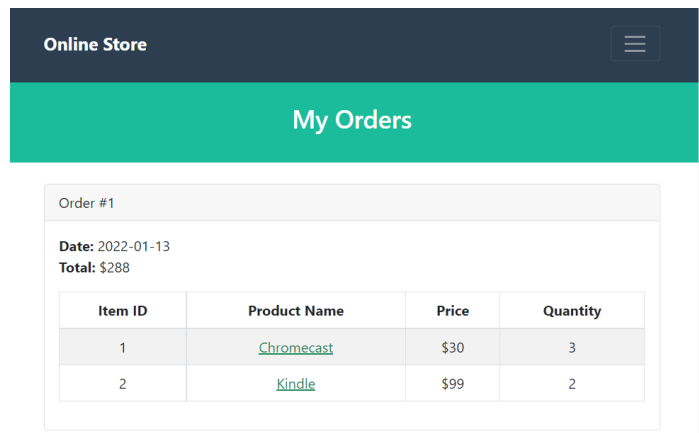 Online Store
My Orders
Order #1
Date: 2022-01-13
Total: $288
Item ID Product Name Price Quantity
1 Chromecast $30 3
2 Kindle $99 2